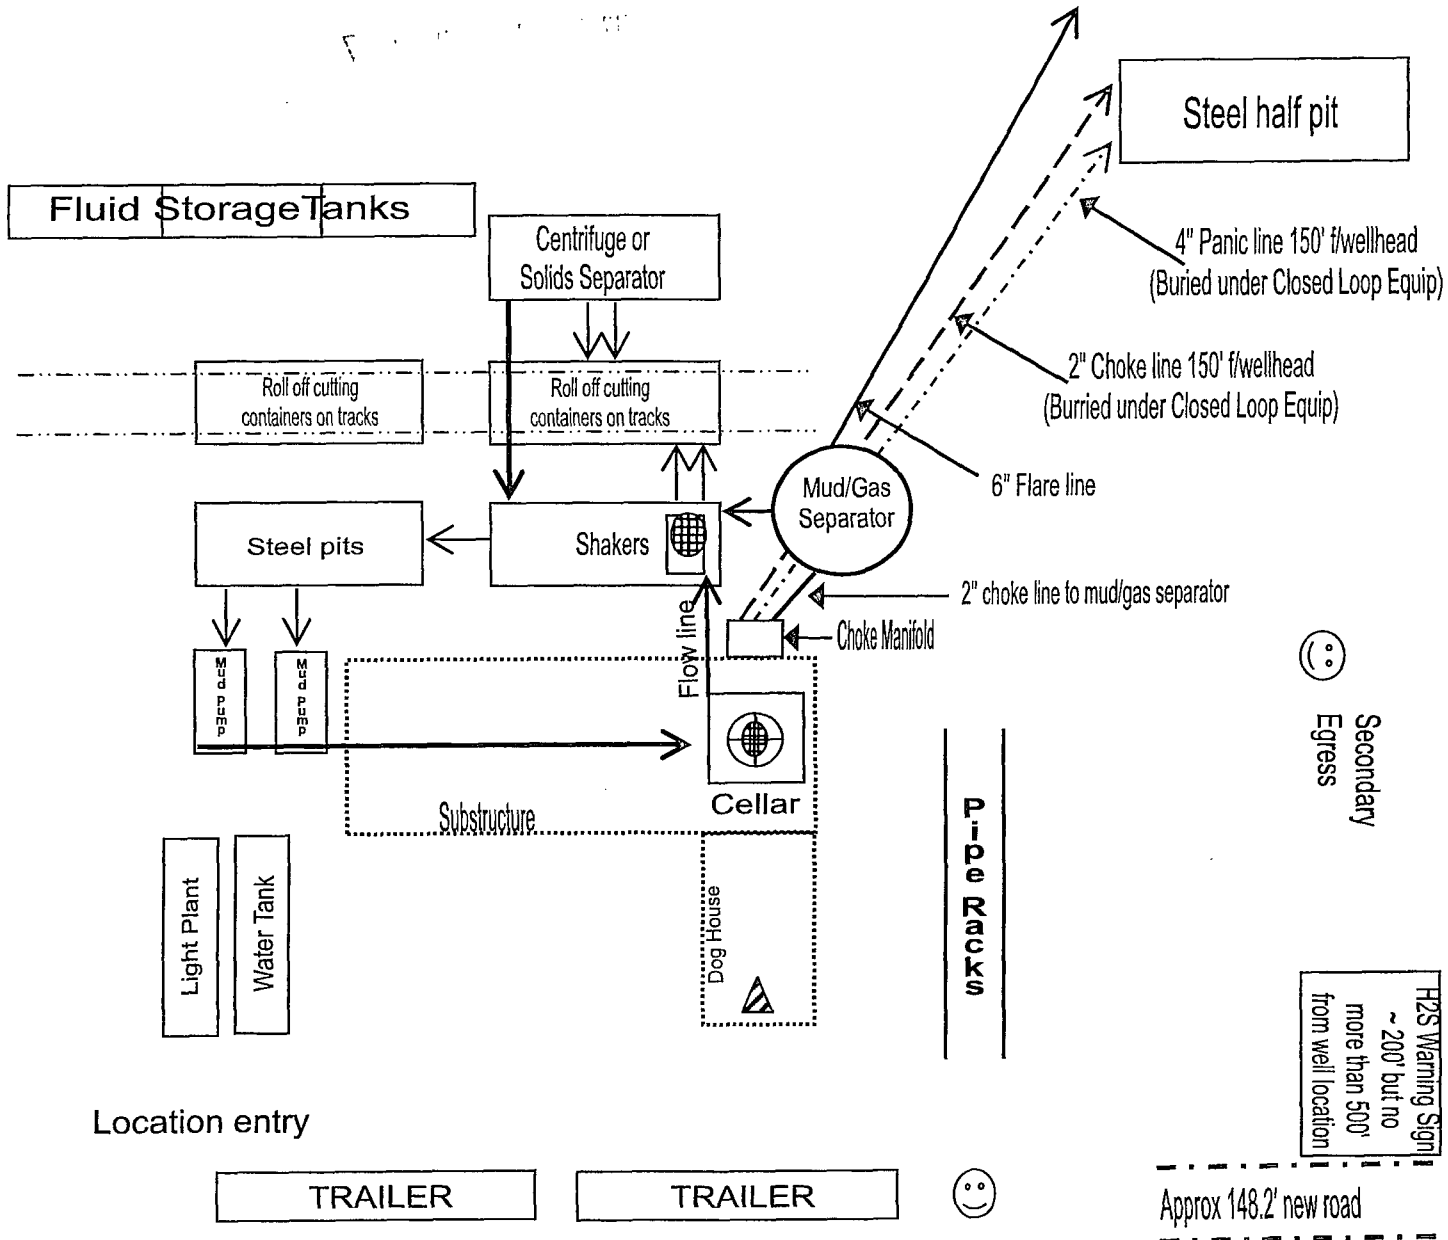 Steel half pit
Fluid StorageTanks
Centrifuge or
Solids Separator
4" Panic line 150' f/wellhead
(Buried under Closed Loop Equip)
2" Choke line 150' f/wellhead
(Burried under Closed Loop Equip)
Roll off cutting
containers on tracks
Roll off cutting
containers on tracks
6" Flare line
Mud/Gas
Separator
Steel pits
Shakers
2" choke line to mud/gas separator
Choke Manifold
Flow line
Mud Pump
Mud Pump
Secondary
Egress
Substructure
Cellar
Pipe Racks
Light Plant
Water Tank
Dog House
H2S Warning Sign
~ 200' but no
more than 500'
from well location
Location entry
TRAILER
TRAILER
Approx 148.2' new road